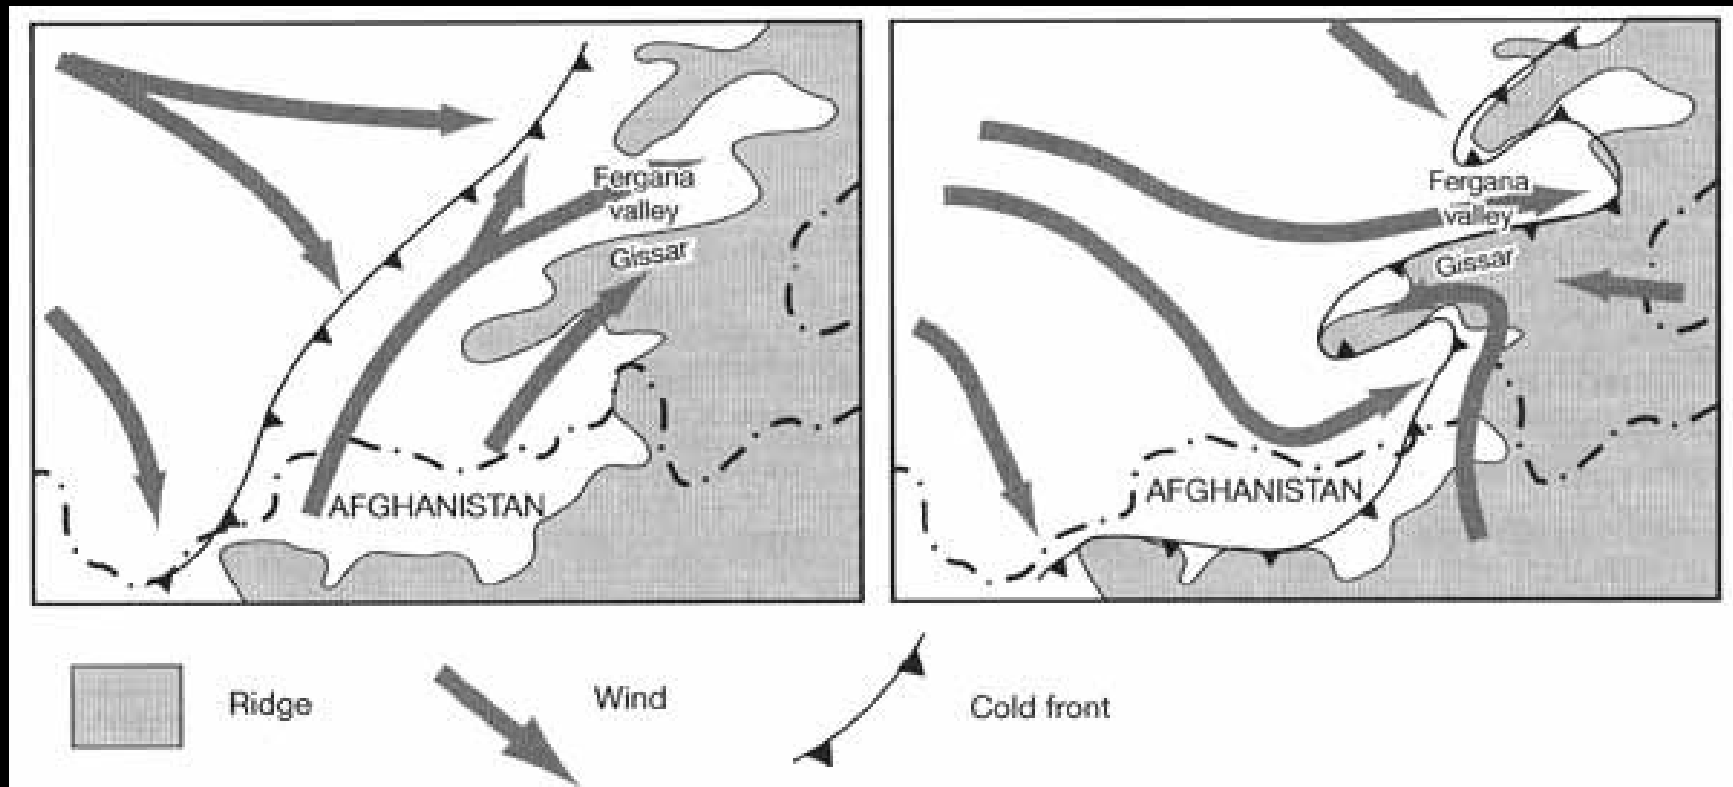 Fergana
valley
Gissar
AFGHANISTAN
Fergana
valley
Gissar
AFGHANISTAN
Ridge
Wind
Cold front